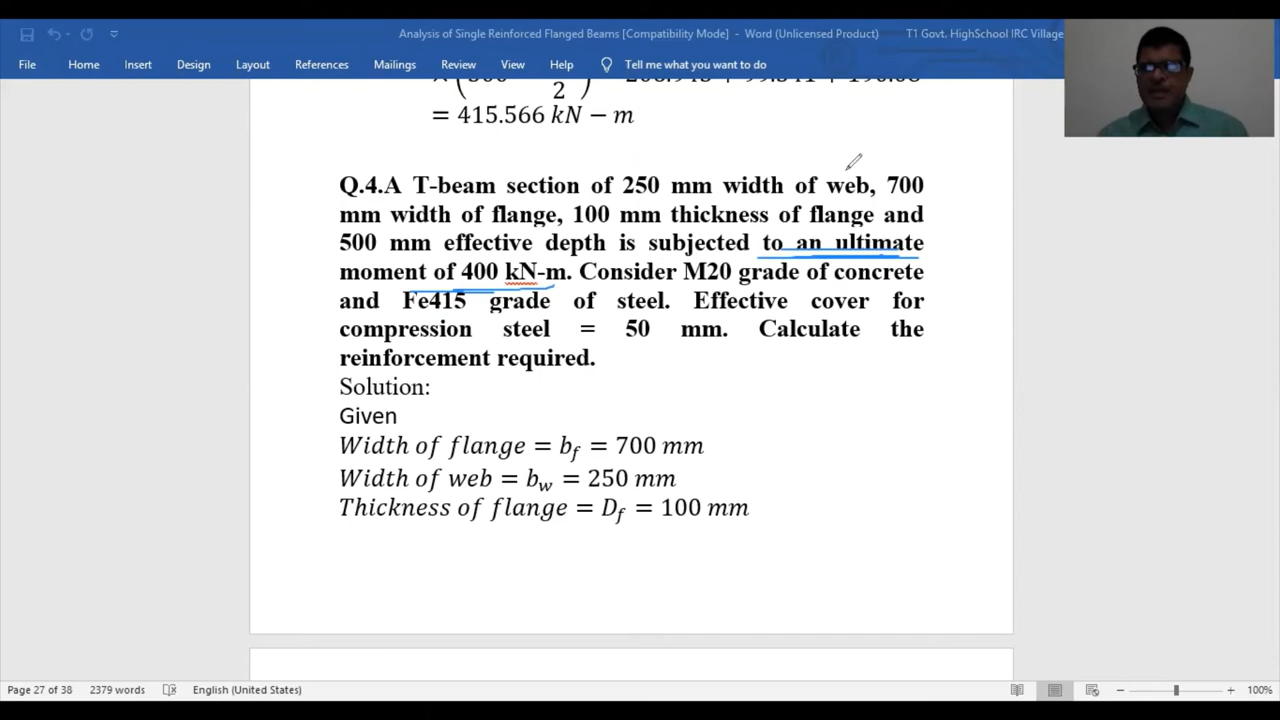 Analysis of Single Reinforced Flanged Beams [Compatibility Mode] - Word (Unlicensed Product)
T1 Govt. HighSchool IRC Village
File Home Insert Design Layout References Mailings Review View Help Tell me what you want to do
2
= 415.566 kN − m
Q.4.A T-beam section of 250 mm width of web, 700
mm width of flange, 100 mm thickness of flange and
500 mm effective depth is subjected to an ultimate
moment of 400 kN-m. Consider M20 grade of concrete
and Fe415 grade of steel. Effective cover for
compression steel = 50 mm. Calculate the
reinforcement required.
Solution:
Given
Width of flange = b_f = 700 mm
Width of web = b_w = 250 mm
Thickness of flange = D_f = 100 mm
Page 27 of 38 2379 words English (United States) 100%